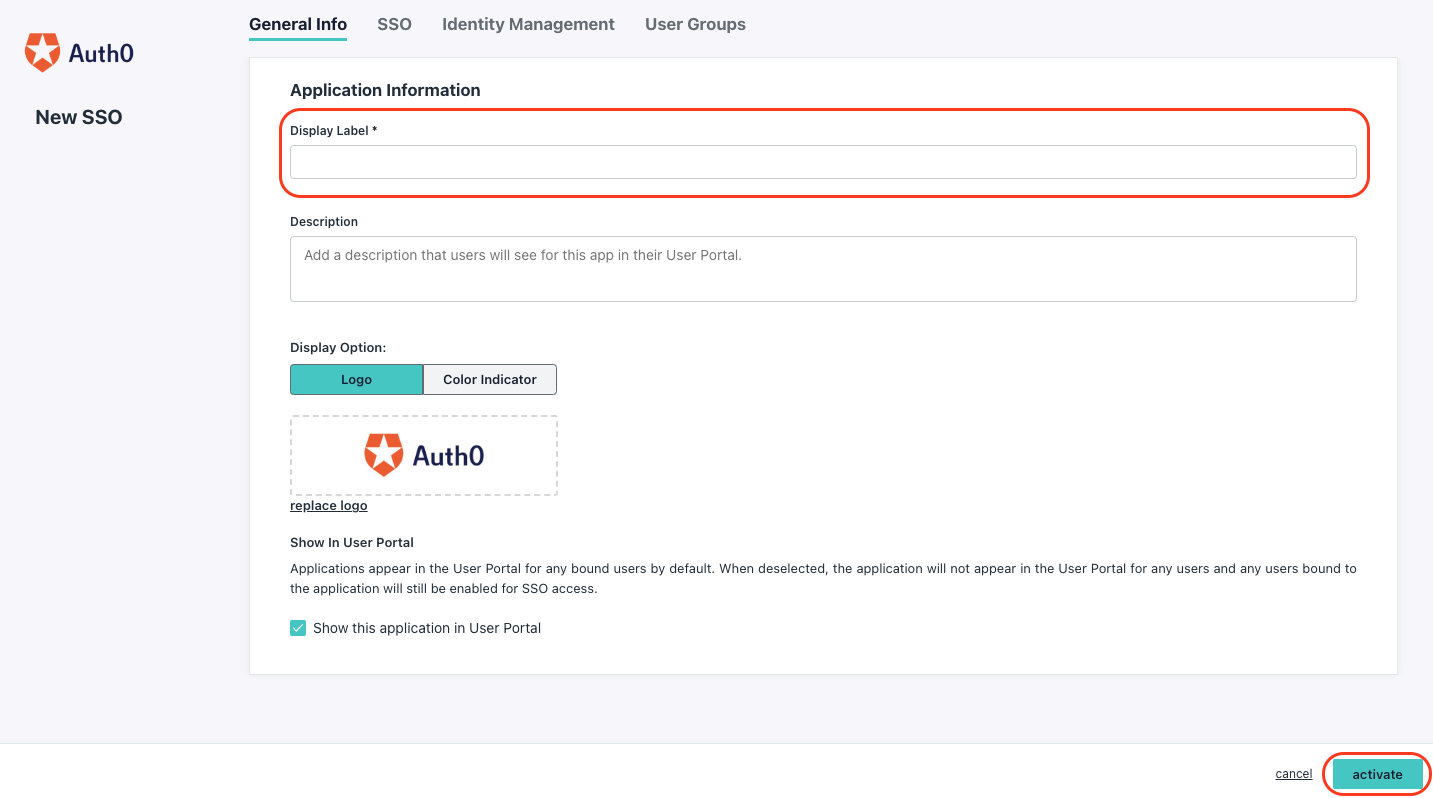 General Info SSO Identity Management User Groups
Auth0
New SSO
Application Information
Display Label *
Description
Add a description that users will see for this app in their User Portal.
Display Option:
Logo Color Indicator
Auth0
replace logo
Show In User Portal
Applications appear in the User Portal for any bound users by default. When deselected, the application will not appear in the User Portal for any users and any users bound to
the application will still be enabled for SSO access.
Show this application in User Portal
cancel activate